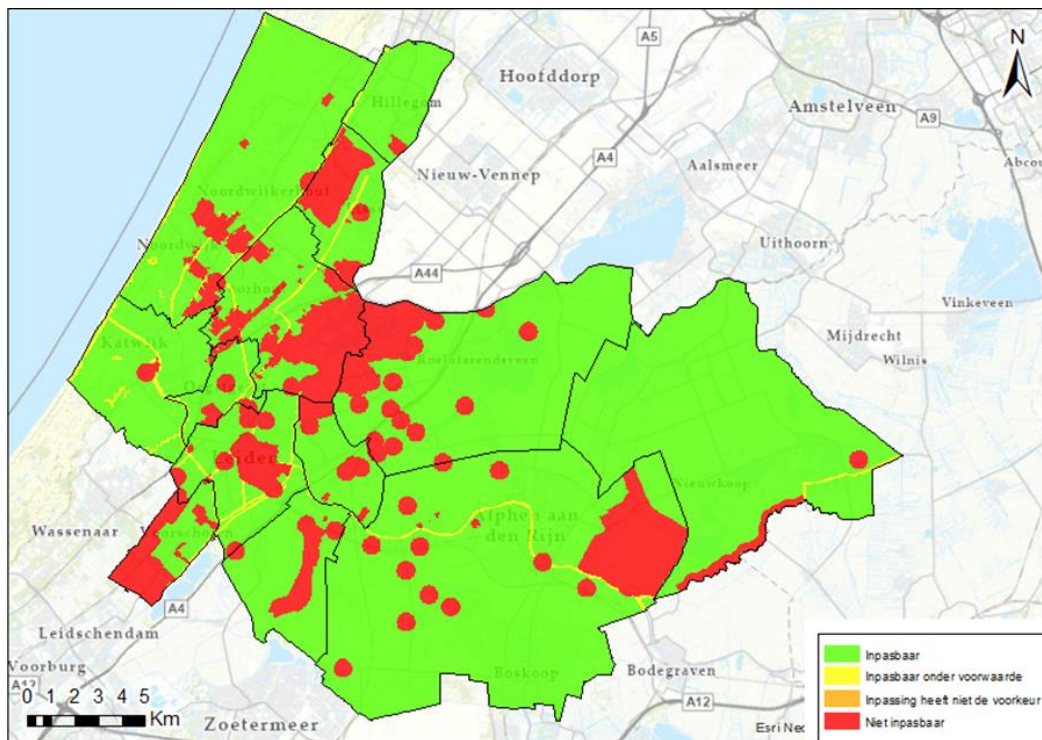 A5
N
Hoofddorp
Hillegom
Amstelveen
A9
A4
Aalsmeer
Abcou
Nieuw-Vennep
Noordwijkerhout
Uithoorn
Noordwijk
A44
Vinkeveen
Mijdrecht
Katwijk
Roelofarendsveen
Wilnis
Leiden
Nieuwkoop
Wassenaar
Voorschoten
Alphen aan
den Rijn
A4
Leidschendam
Voorburg
Boskoop
Bodegraven
Inpasbaar
Inpasbaar onder voorwaarde
Inpassing heeft niet de voorkeur
Niet inpasbaar
A12
0 1 2 3 4 5
Km
Zoetermeer
A12
Esri Ned